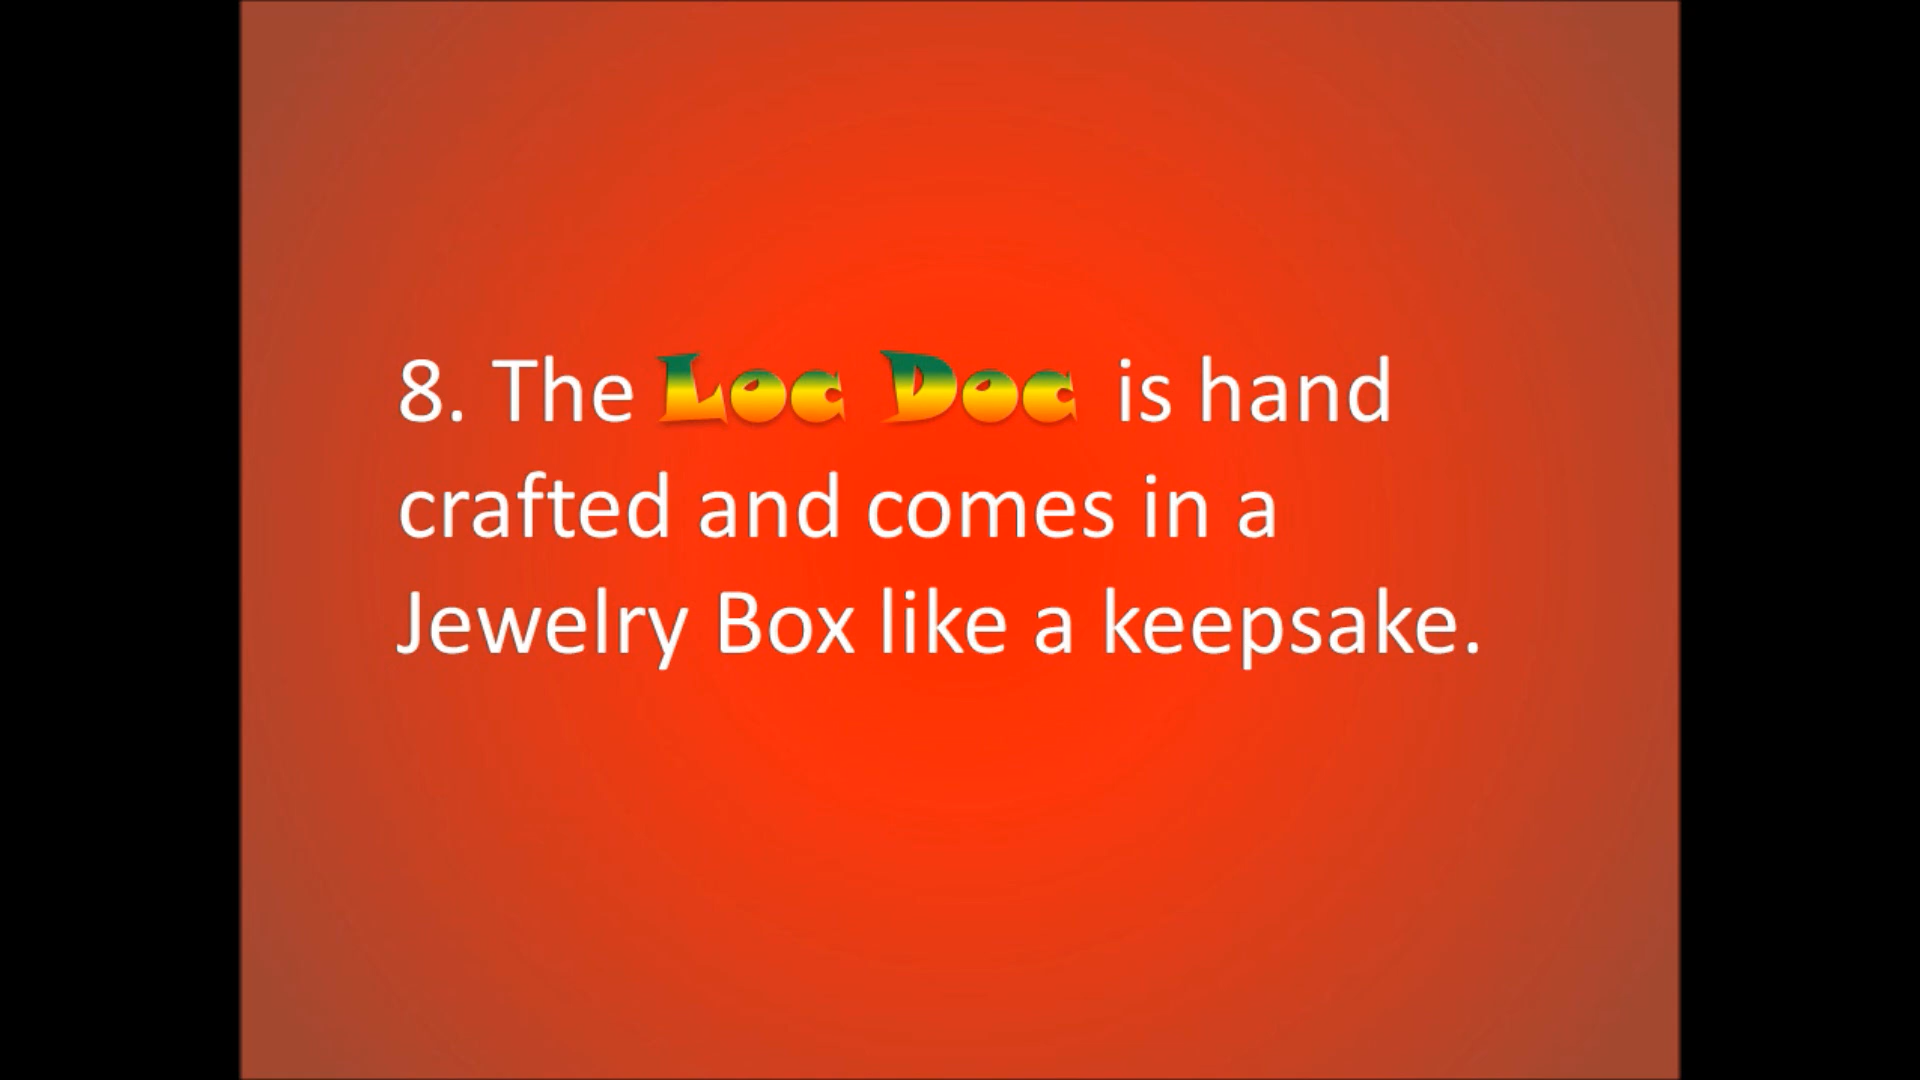 8. The Loc Doc is hand
crafted and comes in a
Jewelry Box like a keepsake.